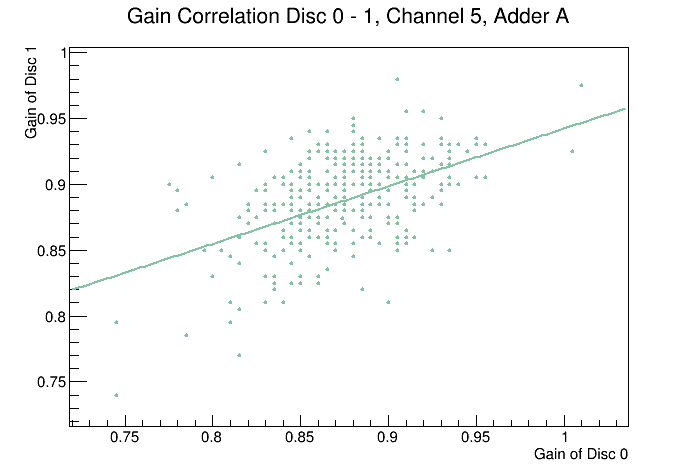 Gain Correlation Disc 0 - 1, Channel 5, Adder A
Gain of Disc 1
1
0.95
0.9
0.85
0.8
0.75
0.75 0.8 0.85 0.9 0.95 1
Gain of Disc 0